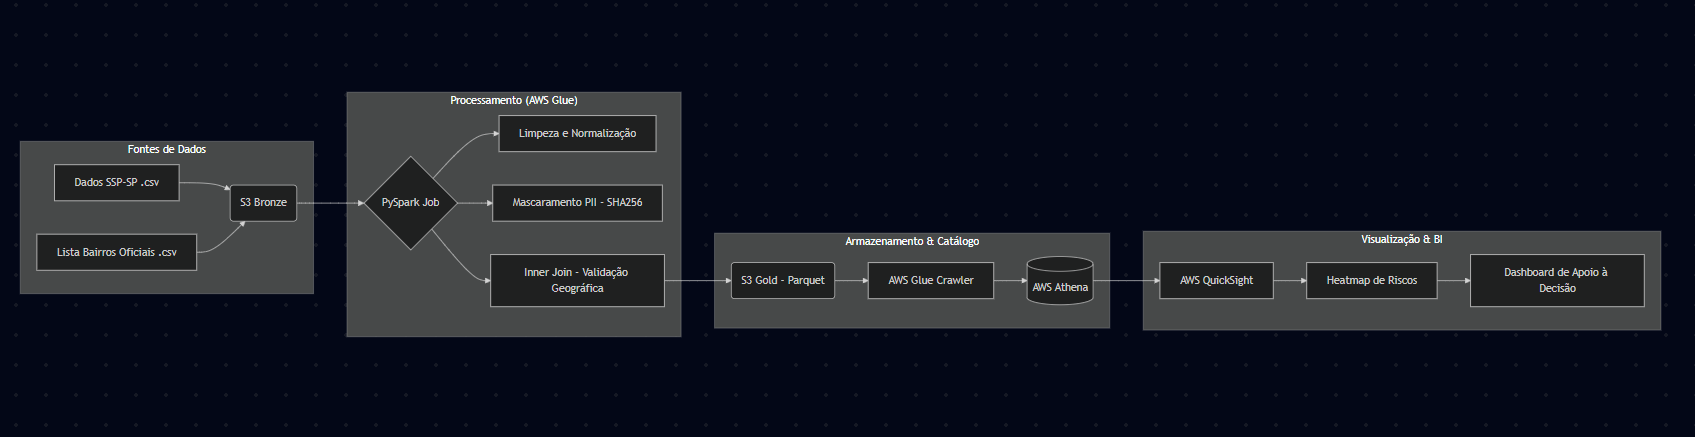 Fontes de Dados
Dados SSP-SP .csv
Lista Bairros Oficiais .csv
S3 Bronze
Processamento (AWS Glue)
PySpark Job
Limpeza e Normalização
Mascaramento PII - SHA256
Inner Join - Validação
Geográfica
Armazenamento & Catálogo
S3 Gold - Parquet
AWS Glue Crawler
AWS Athena
Visualização & BI
AWS QuickSight
Heatmap de Riscos
Dashboard de Apoio à
Decisão